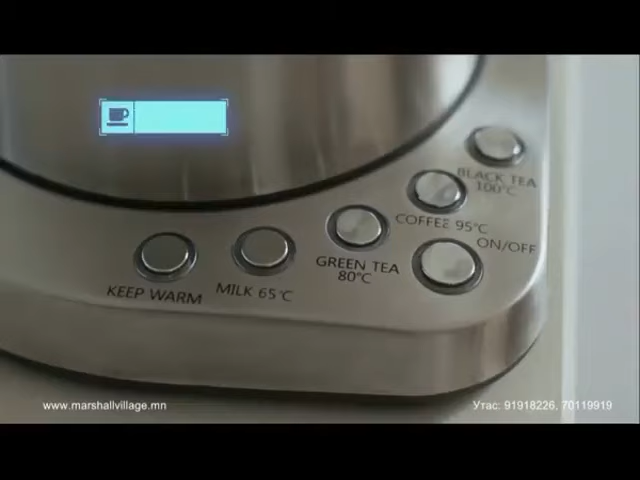 BLACK TEA
100°C
COFFEE 95°C
ON/OFF
GREEN TEA
80°C
MILK 65°C
KEEP WARM
www.marshallvillage.mn
Утас: 91918226, 70119919